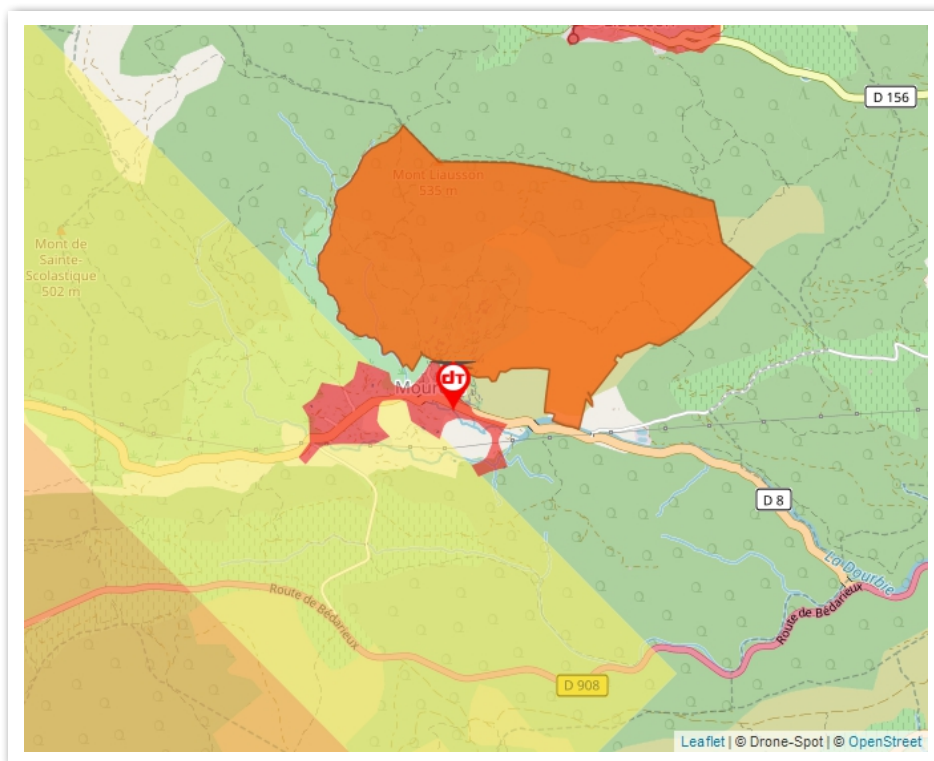 D 156
Mont Liausson
535 m
Mont de
Sainte-
Scolastique
502 m
dT
D 8
La Dourbie
Route de Bédarieux
Route de Bédarieux
D 908
Leaflet | © Drone-Spot | © OpenStreet